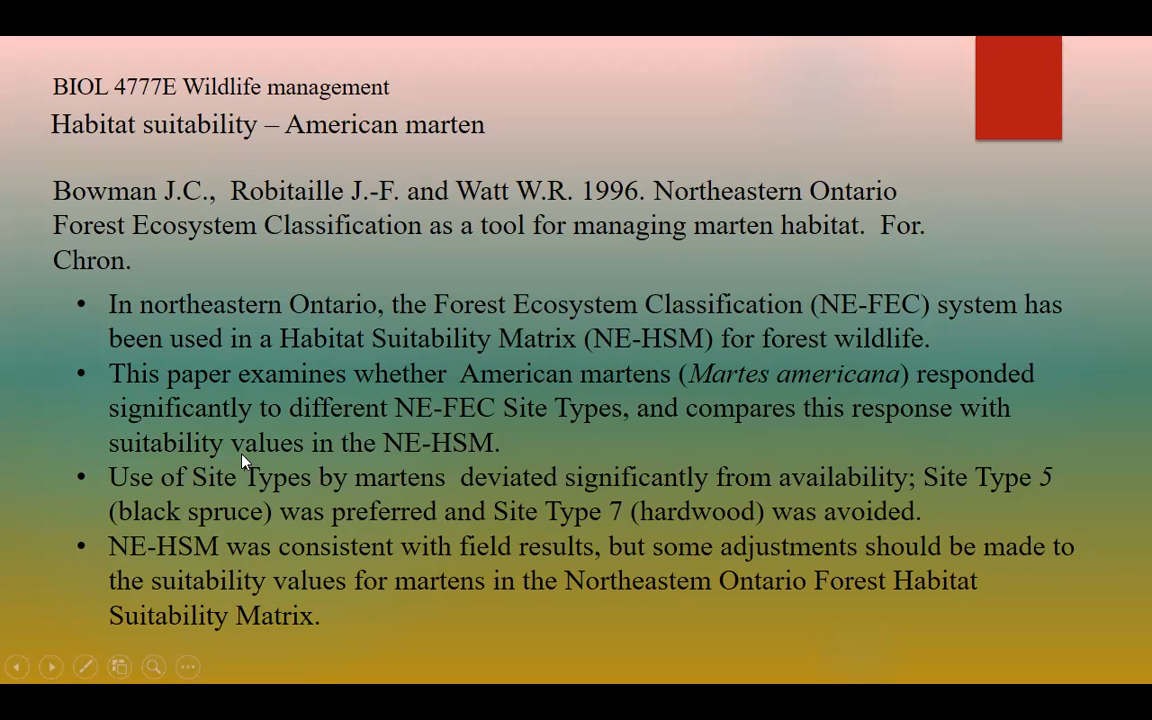 BIOL 4777E Wildlife management
Habitat suitability – American marten
Bowman J.C.,  Robitaille J.-F. and Watt W.R. 1996. Northeastern Ontario
Forest Ecosystem Classification as a tool for managing marten habitat.  For.
Chron.
• In northeastern Ontario, the Forest Ecosystem Classification (NE-FEC) system has
been used in a Habitat Suitability Matrix (NE-HSM) for forest wildlife.
• This paper examines whether  American martens (Martes americana) responded
significantly to different NE-FEC Site Types, and compares this response with
suitability values in the NE-HSM.
• Use of Site Types by martens  deviated significantly from availability; Site Type 5
(black spruce) was preferred and Site Type 7 (hardwood) was avoided.
• NE-HSM was consistent with field results, but some adjustments should be made to
the suitability values for martens in the Northeastem Ontario Forest Habitat
Suitability Matrix.